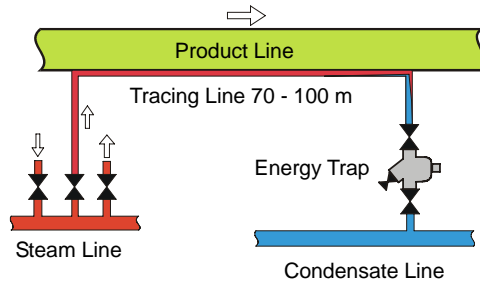 Product Line
Tracing Line 70 - 100 m
Energy Trap
Steam Line
Condensate Line